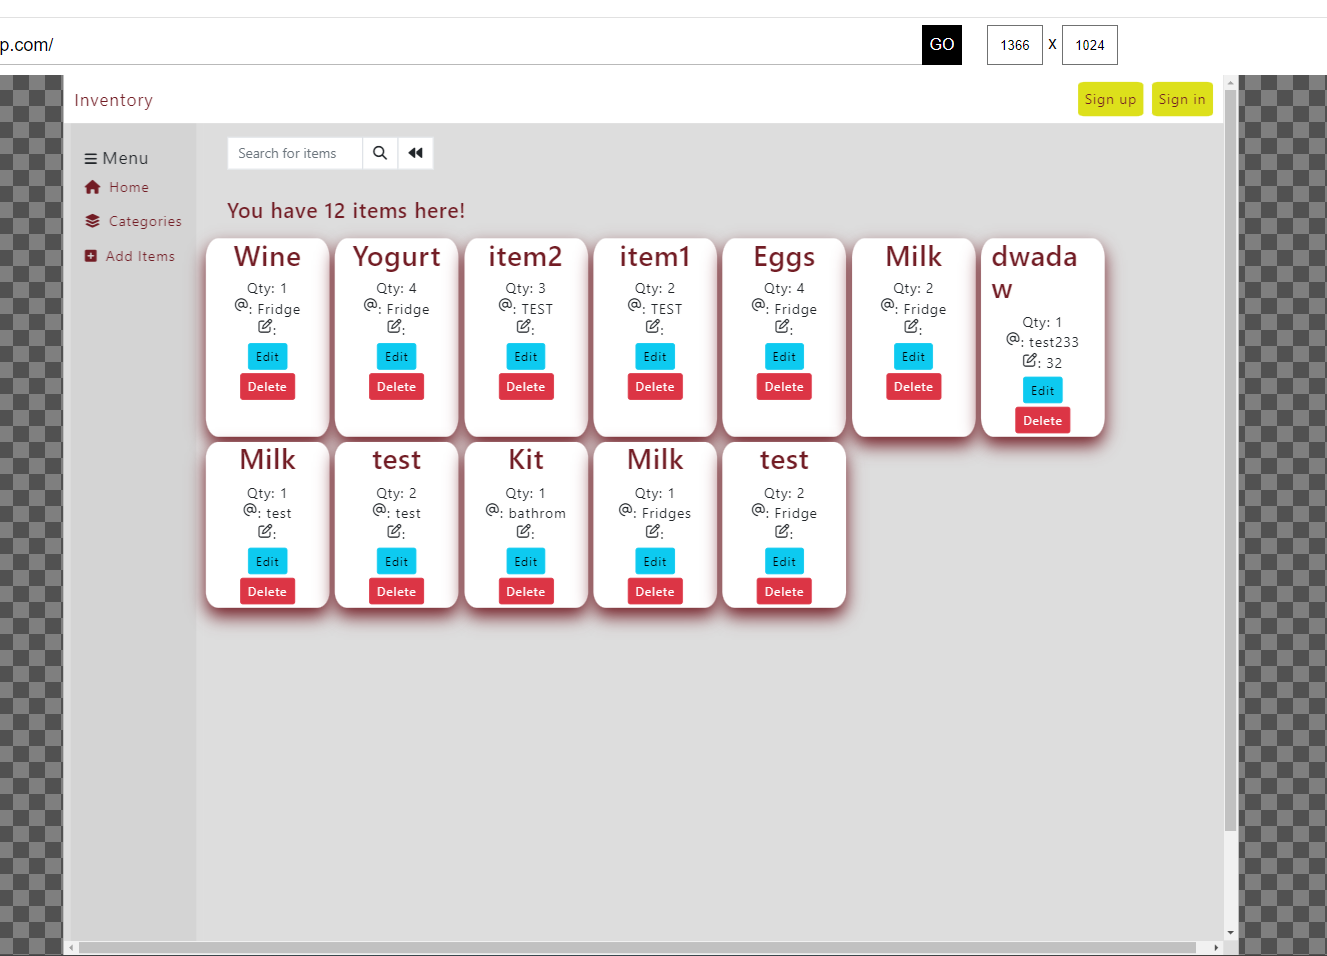 p.com/
GO
1366 X 1024
Inventory
Sign up
Sign in
Menu
Home
Categories
Add Items
Search for items
You have 12 items here!
Wine
Qty: 1
@: Fridge
:
Edit
Delete
Yogurt
Qty: 4
@: Fridge
:
Edit
Delete
item2
Qty: 3
@: TEST
:
Edit
Delete
item1
Qty: 2
@: TEST
:
Edit
Delete
Eggs
Qty: 4
@: Fridge
:
Edit
Delete
Milk
Qty: 2
@: Fridge
:
Edit
Delete
dwada
w
Qty: 1
@: test233
: 32
Edit
Delete
Milk
Qty: 1
@: test
:
Edit
Delete
test
Qty: 2
@: test
:
Edit
Delete
Kit
Qty: 1
@: bathrom
:
Edit
Delete
Milk
Qty: 1
@: Fridges
:
Edit
Delete
test
Qty: 2
@: Fridge
:
Edit
Delete